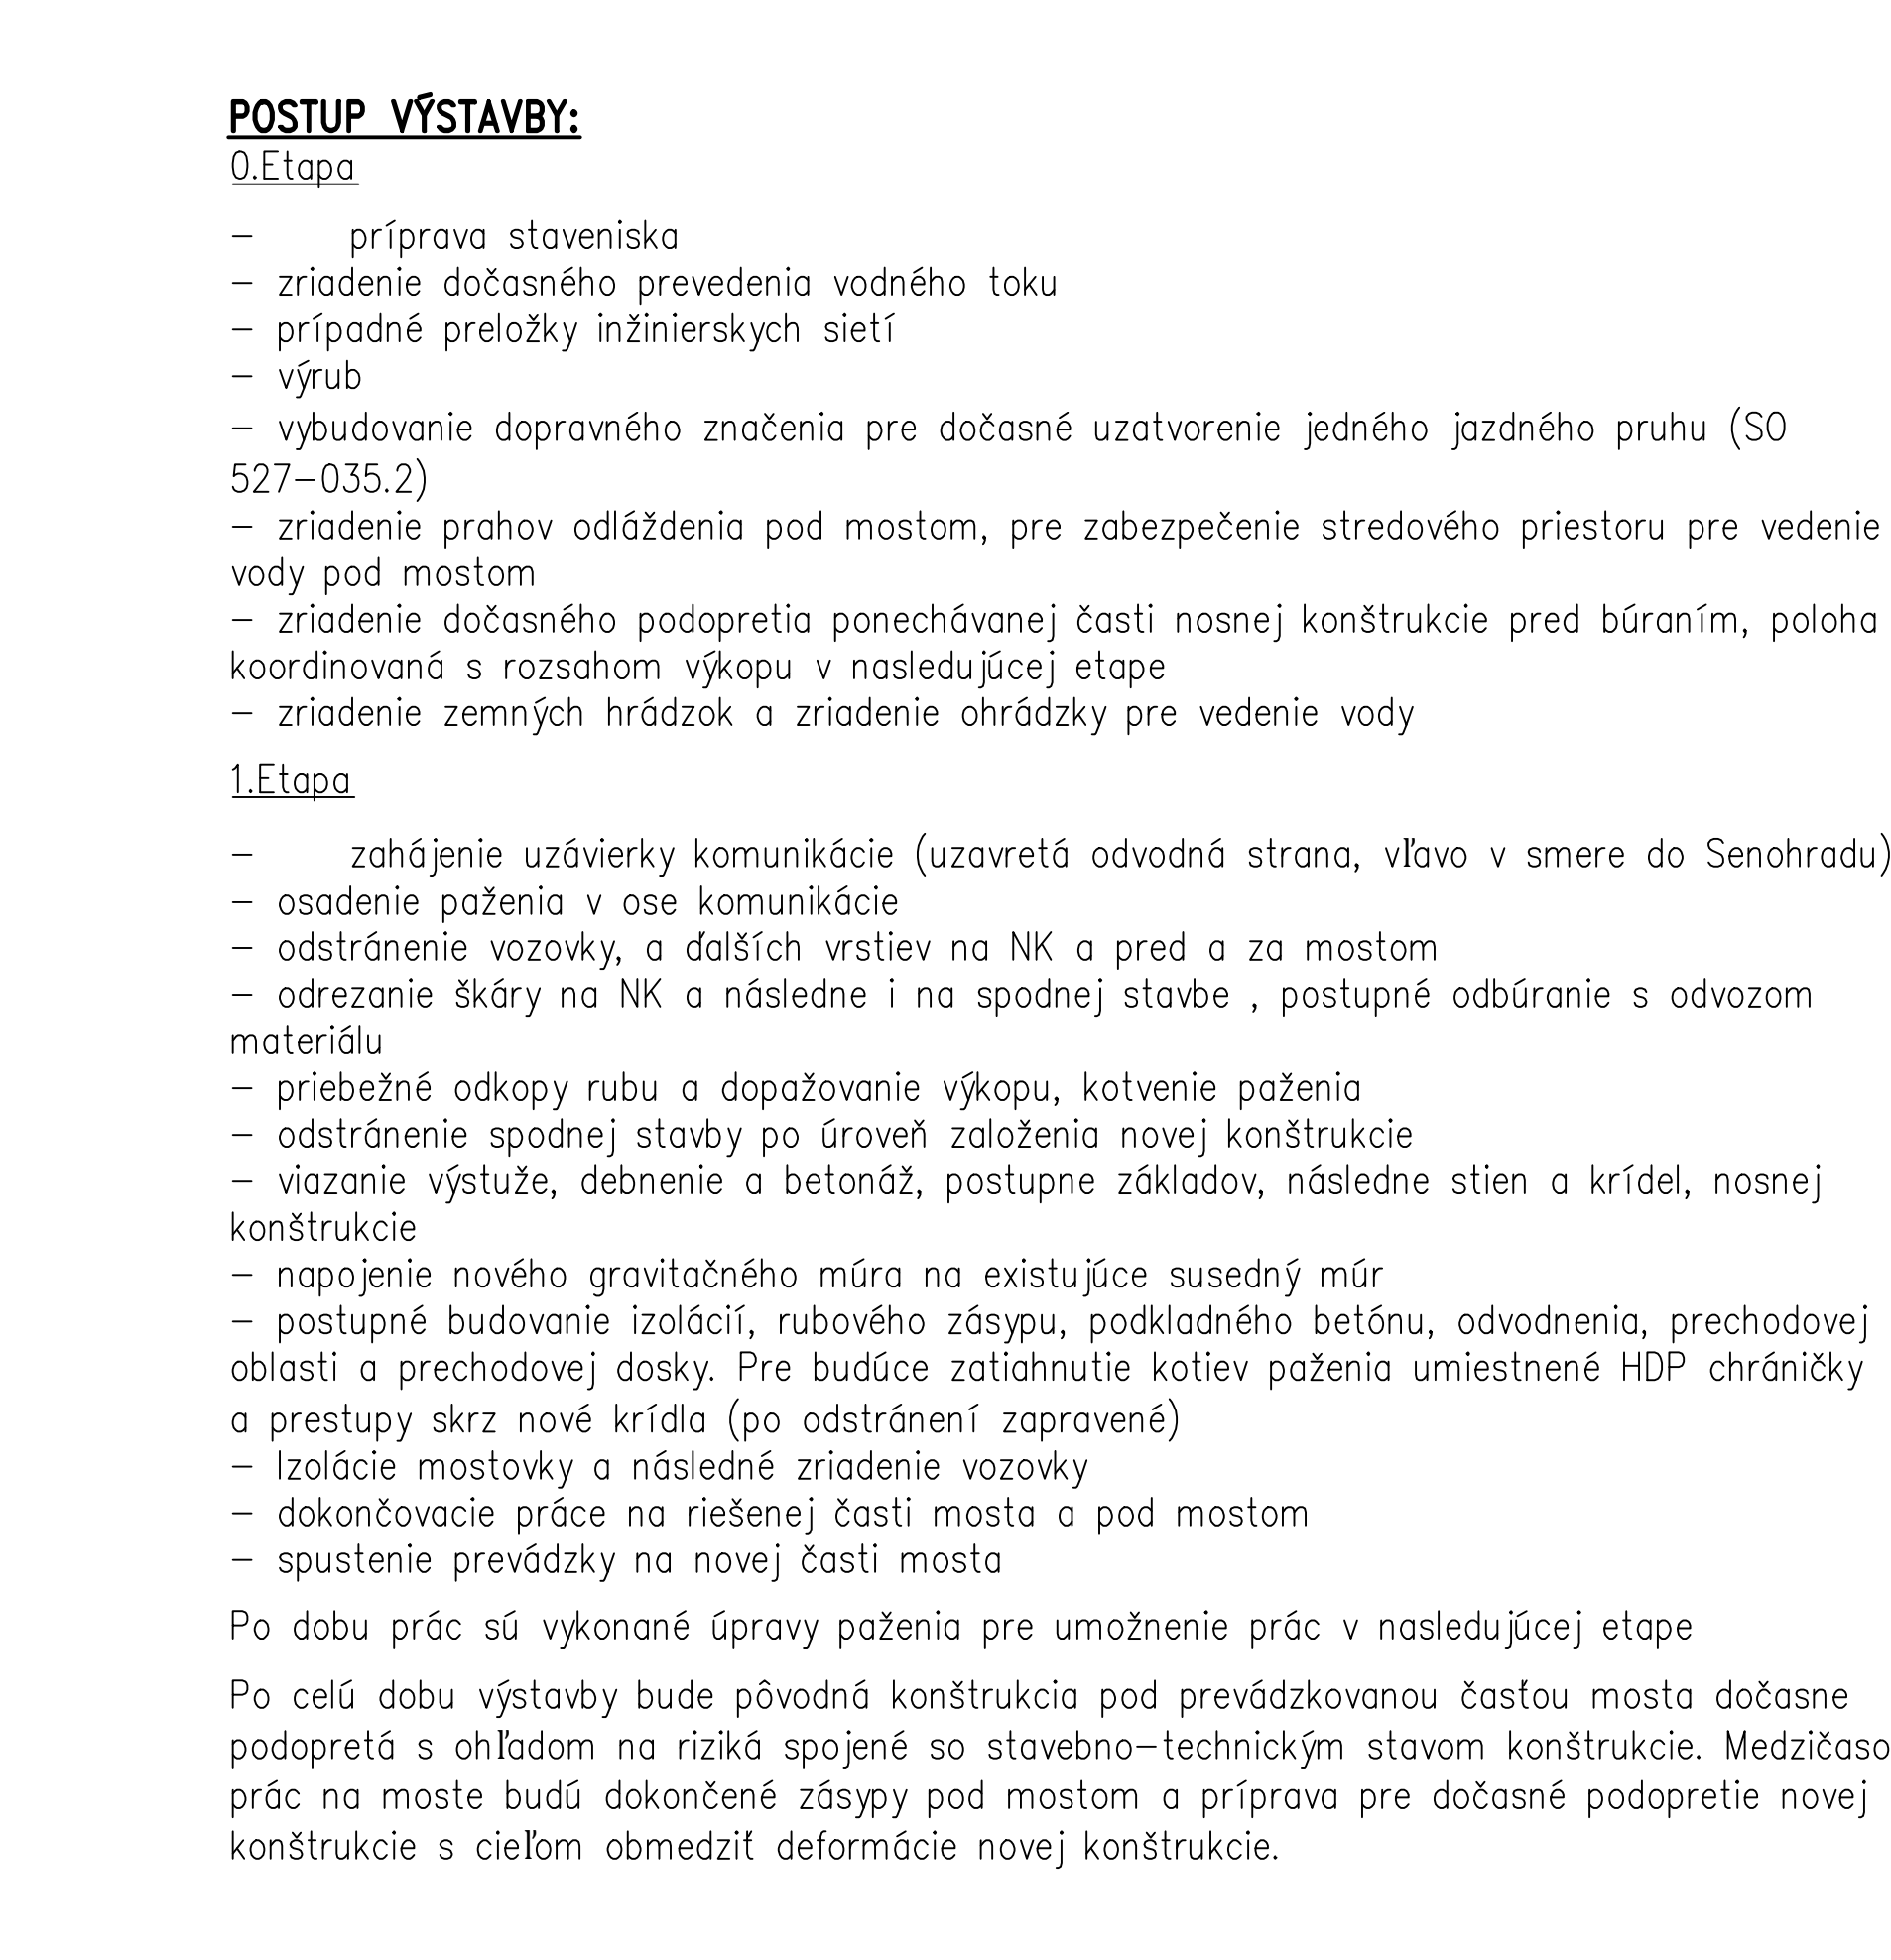 POSTUP VÝSTAVBY:
0.Etapa
– príprava staveniska
– zriadenie dočasného prevedenia vodného toku
– prípadné preložky inžinierskych sietí
– výrub
– vybudovanie dopravného značenia pre dočasné uzatvorenie jedného jazdného pruhu (SO
527–035.2)
– zriadenie prahov odláždenia pod mostom, pre zabezpečenie stredového priestoru pre vedenie
vody pod mostom
– zriadenie dočasného podopretia ponechávanej časti nosnej konštrukcie pred búraním, poloha
koordinovaná s rozsahom výkopu v nasledujúcej etape
– zriadenie zemných hrádzok a zriadenie ohrádzky pre vedenie vody
1.Etapa
– zahájenie uzávierky komunikácie (uzavretá odvodná strana, vľavo v smere do Senohradu)
– osadenie paženia v ose komunikácie
– odstránenie vozovky, a ďalších vrstiev na NK a pred a za mostom
– odrezanie škáry na NK a následne i na spodnej stavbe , postupné odbúranie s odvozom
materiálu
– priebežné odkopy rubu a dopažovanie výkopu, kotvenie paženia
– odstránenie spodnej stavby po úroveň založenia novej konštrukcie
– viazanie výstuže, debnenie a betonáž, postupne základov, následne stien a krídel, nosnej
konštrukcie
– napojenie nového gravitačného múra na existujúce susedný múr
– postupné budovanie izolácií, rubového zásypu, podkladného betónu, odvodnenia, prechodovej
oblasti a prechodovej dosky. Pre budúce zatiahnutie kotiev paženia umiestnené HDP chráničky
a prestupy skrz nové krídla (po odstránení zapravené)
– Izolácie mostovky a následné zriadenie vozovky
– dokončovacie práce na riešenej časti mosta a pod mostom
– spustenie prevádzky na novej časti mosta
Po dobu prác sú vykonané úpravy paženia pre umožnenie prác v nasledujúcej etape
Po celú dobu výstavby bude pôvodná konštrukcia pod prevádzkovanou časťou mosta dočasne
podopretá s ohľadom na riziká spojené so stavebno–technickým stavom konštrukcie. Medzičaso
prác na moste budú dokončené zásypy pod mostom a príprava pre dočasné podopretie novej
konštrukcie s cieľom obmedziť deformácie novej konštrukcie.